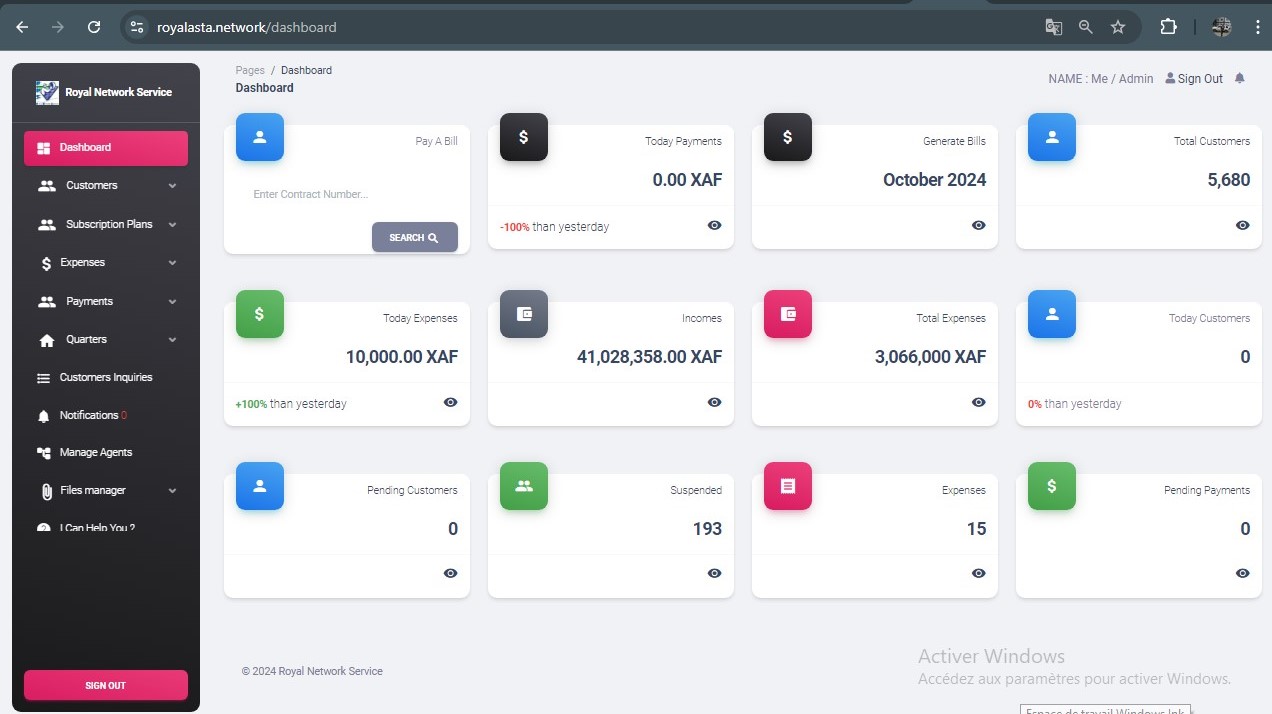 royalasta.network/dashboard
Royal Network Service
Dashboard
Customers
Subscription Plans
Expenses
Payments
Quarters
Customers Inquiries
Notifications 0
Manage Agents
Files manager
I Can Help You ?
SIGN OUT
Pages / Dashboard
Dashboard
NAME : Me / Admin Sign Out
Pay A Bill
Enter Contract Number...
SEARCH
Today Payments
0.00 XAF
-100% than yesterday
Generate Bills
October 2024
Total Customers
5,680
Today Expenses
10,000.00 XAF
+100% than yesterday
Incomes
41,028,358.00 XAF
Total Expenses
3,066,000 XAF
Today Customers
0
0% than yesterday
Pending Customers
0
Suspended
193
Expenses
15
Pending Payments
0
© 2024 Royal Network Service
Activer Windows
Accédez aux paramètres pour activer Windows.
Espace de travail Windows Ink